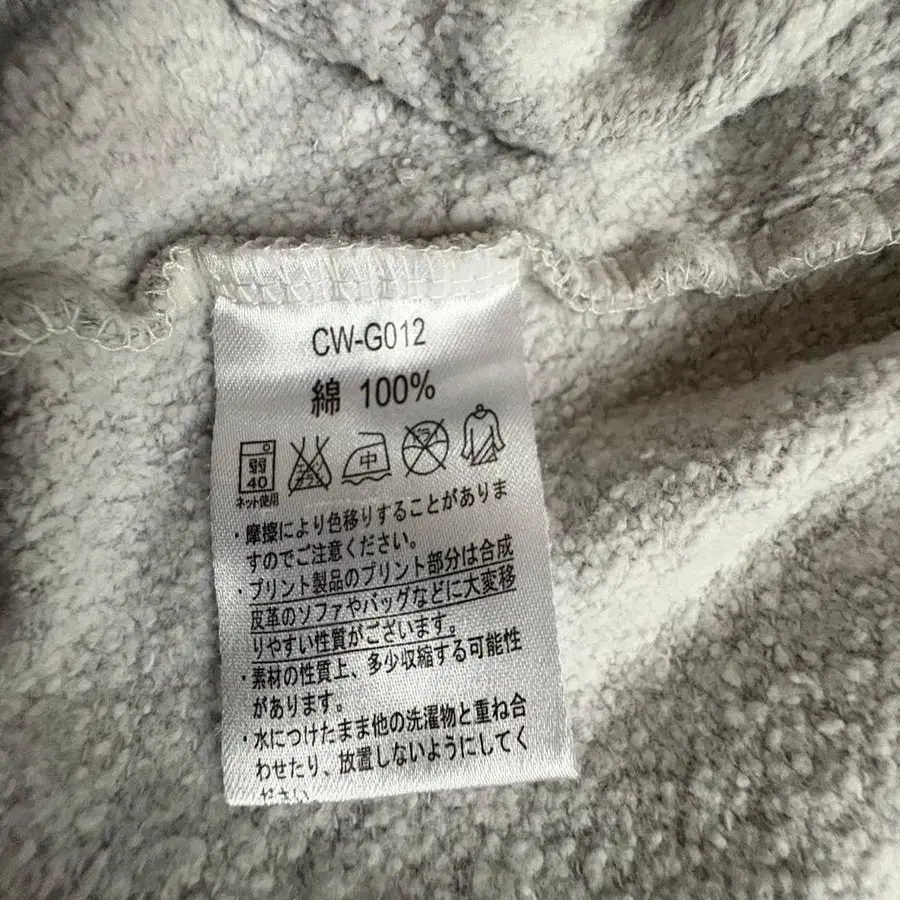 CW-G012
綿 100%
弱
40
中
ネット使用
・摩擦により色移りすることがありま
すのでご注意ください。
・プリント製品のプリント部分は合成
皮革のソファやバッグなどに大変移
りやすい性質がございます。
・素材の性質上、多少収縮する可能性
があります。
・水につけたまま他の洗濯物と重ね合
わせたり、放置しないようにしてく
ださい